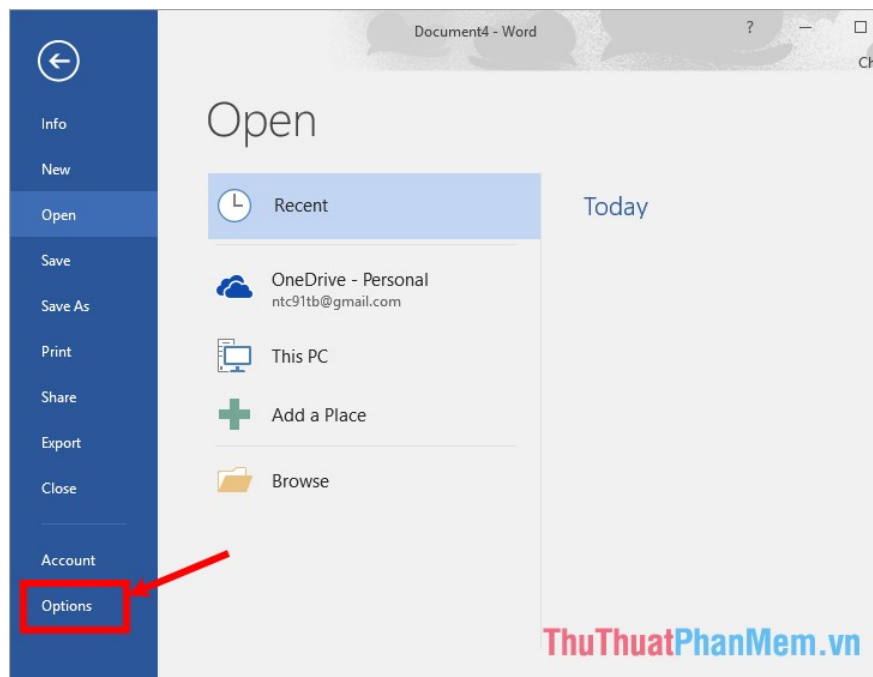 Document4 - Word
?
Ch
Info
New
Open
Save
Save As
Print
Share
Export
Close
Account
Options
Open
Recent
OneDrive - Personal
ntc91tb@gmail.com
This PC
Add a Place
Browse
Today
ThuThuatPhanMem.vn